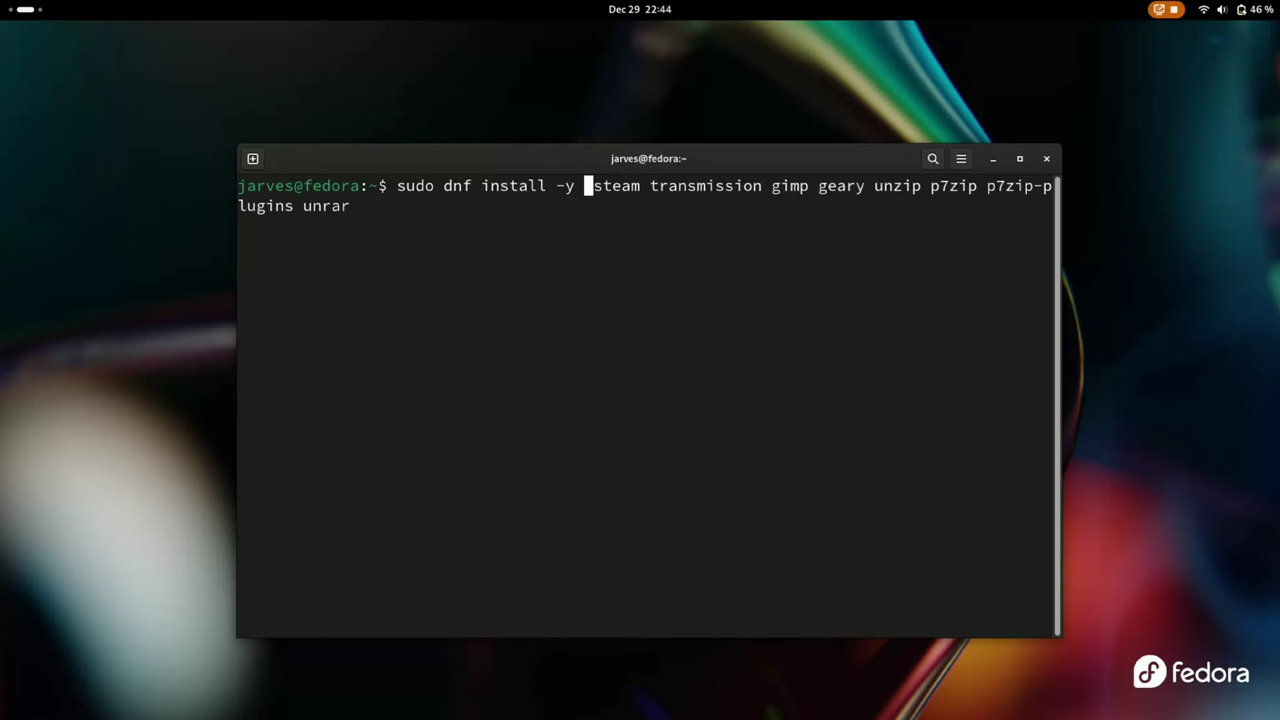 Dec 29 22:44
46 %
jarves@fedora:~
jarves@fedora:~$ sudo dnf install -y steam transmission gimp geary unzip p7zip p7zip-p
lugins unrar
fedora